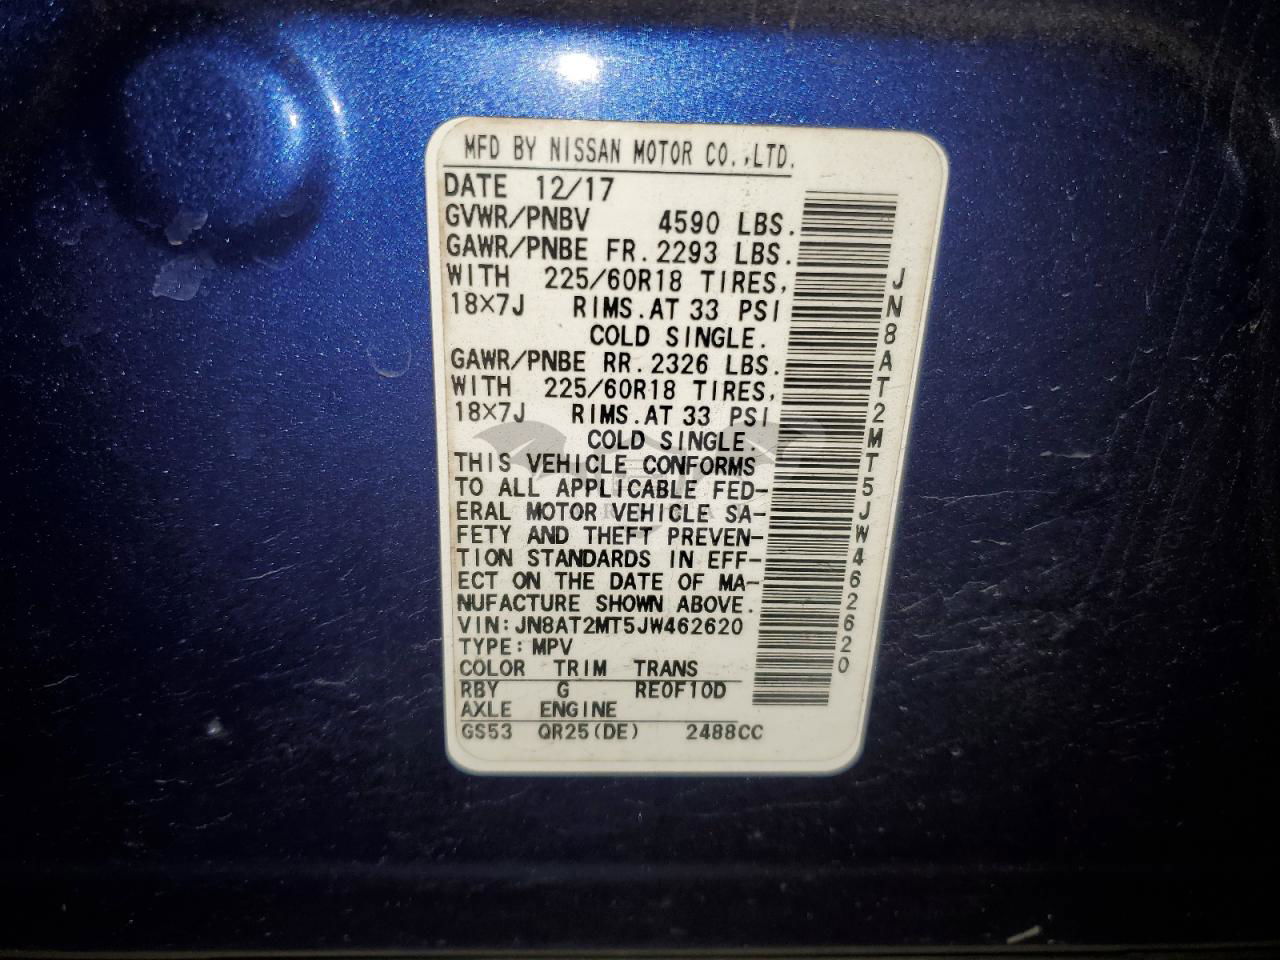 MFD BY NISSAN MOTOR CO.,LTD.
DATE 12/17
GVWR/PNBV 4590 LBS.
GAWR/PNBE FR. 2293 LBS.
WITH 225/60R18 TIRES,
18X7J RIMS. AT 33 PSI
COLD SINGLE.
GAWR/PNBE RR. 2326 LBS.
WITH 225/60R18 TIRES,
18X7J RIMS. AT 33 PSI
COLD SINGLE.
THIS VEHICLE CONFORMS
TO ALL APPLICABLE FED-
ERAL MOTOR VEHICLE SA-
FETY AND THEFT PREVEN-
TION STANDARDS IN EFF-
ECT ON THE DATE OF MA-
NUFACTURE SHOWN ABOVE.
VIN: JN8AT2MT5JW462620
TYPE: MPV
COLOR TRIM TRANS
RBY G RE0F10D
AXLE ENGINE
GS53 QR25(DE) 2488CC
JN8AT2MT5JW462620